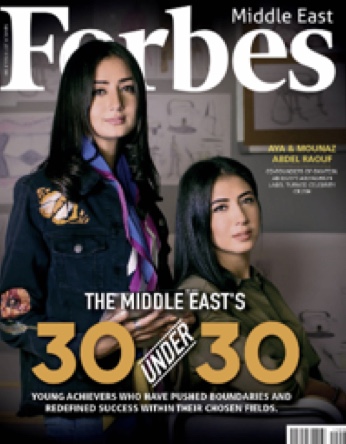 Middle East
Forbes
AYA & MOUNAZ
ABDEL RAOUF
THE MIDDLE EAST'S
30 UNDER 30
YOUNG ACHIEVERS WHO HAVE PUSHED BOUNDARIES AND
REDEFINED SUCCESS WITHIN THEIR CHOSEN FIELDS.